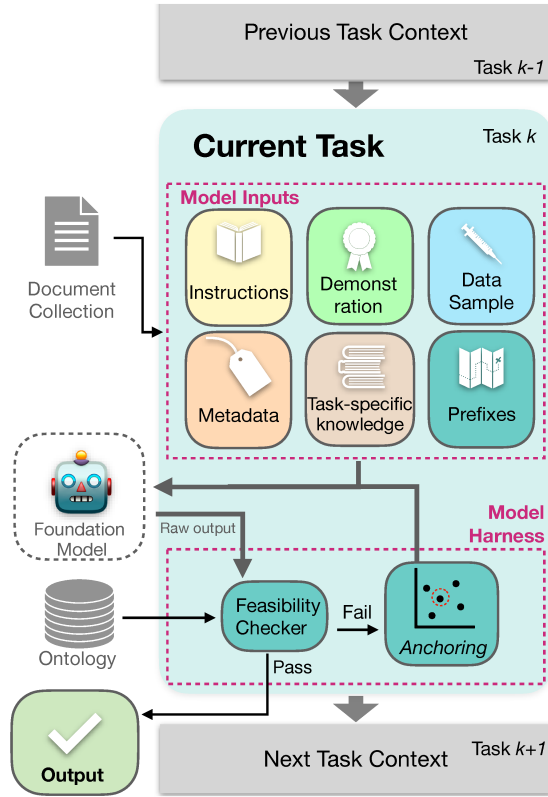 Previous Task Context
Task k-1
Current Task
Task k
Model Inputs
Document
Collection
Instructions
Demonst
ration
Data
Sample
Metadata
Task-specific
knowledge
Prefixes
Foundation
Model
Raw output
Model
Harness
Ontology
Feasibility
Checker
Fail
Anchoring
Pass
Output
Next Task Context
Task k+1